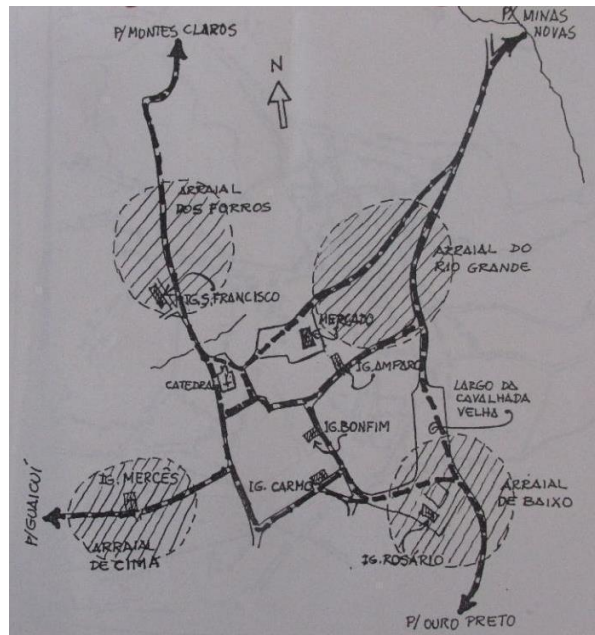 P/ MINAS
NOVAS
P/ MONTES CLAROS
N
ARRAIAL
DOS FORROS
ARRAIAL DO
RIO GRANDE
IG. S. FRANCISCO
MERCADO
IG. AMPARO
CATEDRAL
LARGO DA
CAVALHADA
VELHA
IG. BONFIM
IG. MERCÊS
IG. CARMO
ARRAIAL
DE BAIXO
P/ GUAICUÍ
ARRAIAL
DE CIMA
IG. ROSÁRIO
P/ OURO PRETO